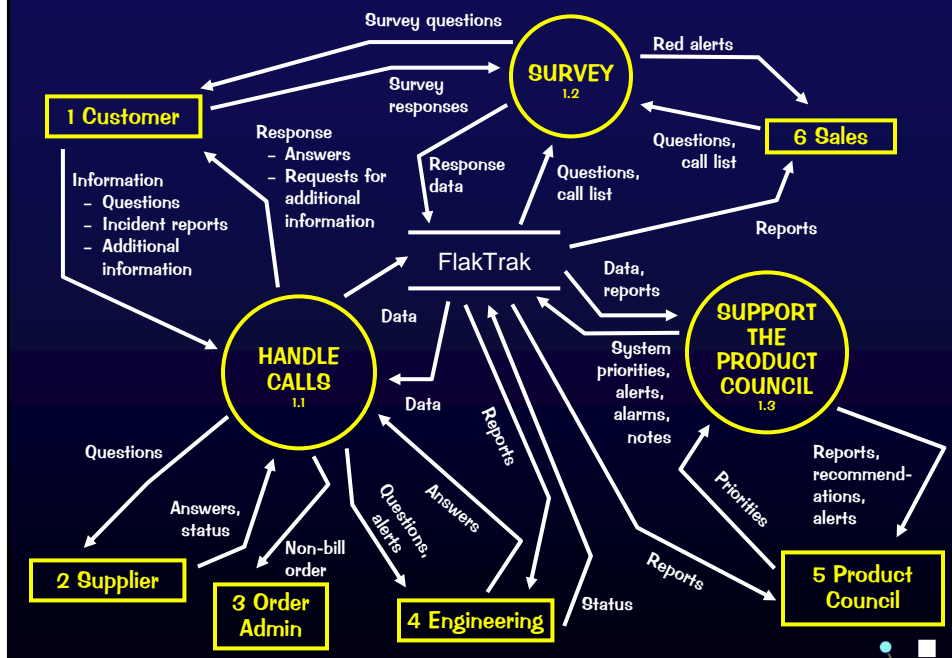 Survey questions
SURVEY
1.2
Red alerts
Survey
responses
1 Customer
6 Sales
Questions,
call list
Response
– Answers
– Requests for
additional
information
Response
data
Questions,
call list
Information
– Questions
– Incident reports
– Additional
information
Reports
FlakTrak
Data,
reports
Data
SUPPORT
THE
PRODUCT
COUNCIL
1.3
HANDLE
CALLS
1.1
System
priorities,
alerts,
alarms,
notes
Data
Reports
Questions
Questions,
alerts
Answers
Priorities
Reports,
recommend-
ations,
alerts
Answers,
status
Non-bill
order
2 Supplier
3 Order
Admin
4 Engineering
Status
Reports
5 Product
Council